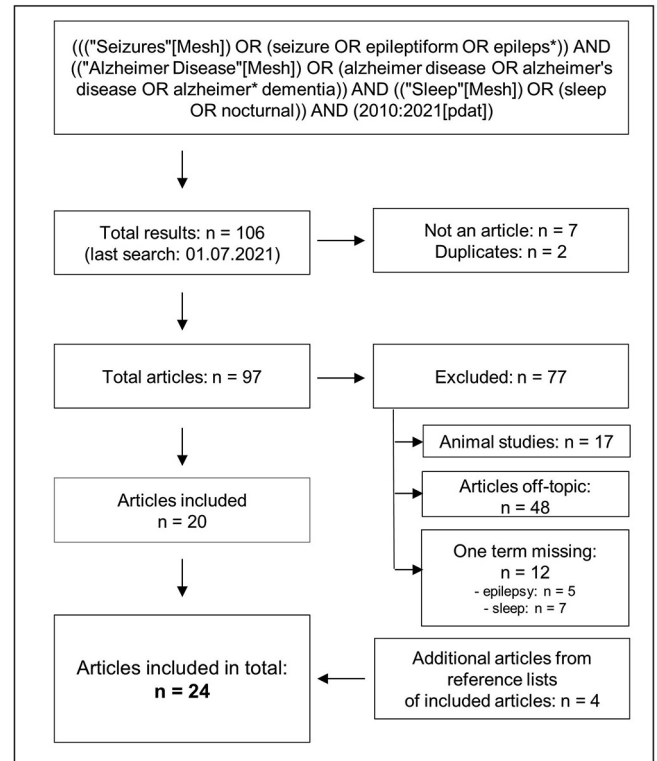 ((("Seizures"[Mesh]) OR (seizure OR epileptiform OR epileps*)) AND
(("Alzheimer Disease"[Mesh]) OR (alzheimer disease OR alzheimer's
disease OR alzheimer* dementia)) AND (("Sleep"[Mesh]) OR (sleep
OR nocturnal)) AND (2010:2021[pdat])
Total results: n = 106
(last search: 01.07.2021)
Not an article: n = 7
Duplicates: n = 2
Total articles: n = 97
Excluded: n = 77
Animal studies: n = 17
Articles off-topic:
n = 48
One term missing:
n = 12
- epilepsy: n = 5
- sleep: n = 7
Articles included
n = 20
Articles included in total:
n = 24
Additional articles from
reference lists
of included articles: n = 4